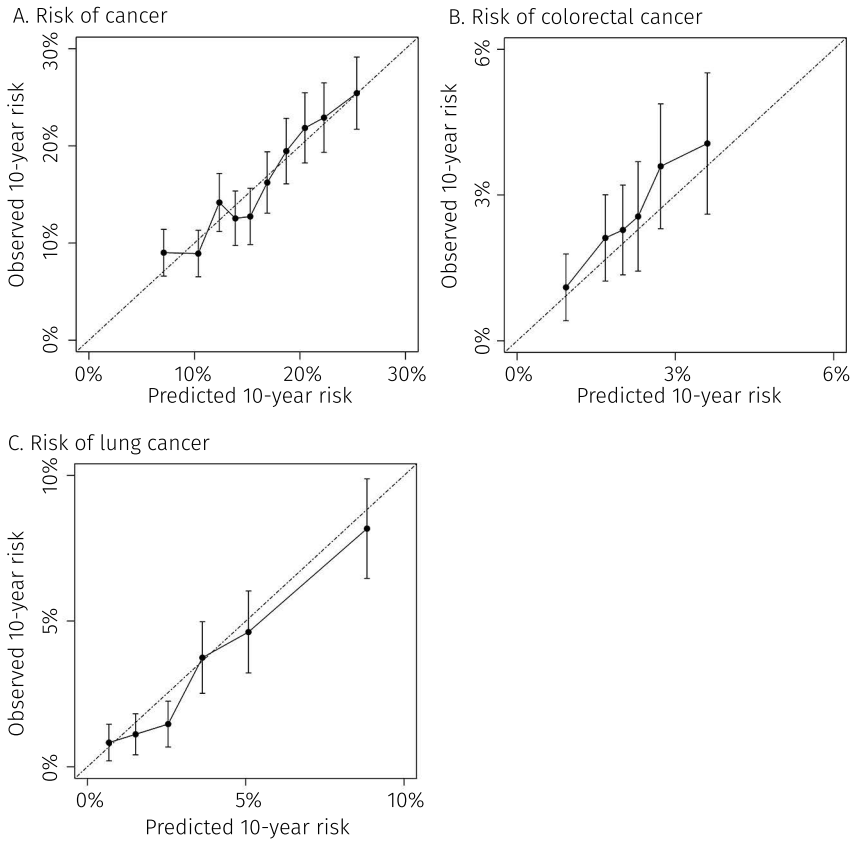 A. Risk of cancer
30%
20%
10%
0%
Observed 10-year risk
0%
10%
20%
30%
Predicted 10-year risk
B. Risk of colorectal cancer
6%
3%
0%
Observed 10-year risk
0%
3%
6%
Predicted 10-year risk
C. Risk of lung cancer
10%
5%
0%
Observed 10-year risk
0%
5%
10%
Predicted 10-year risk